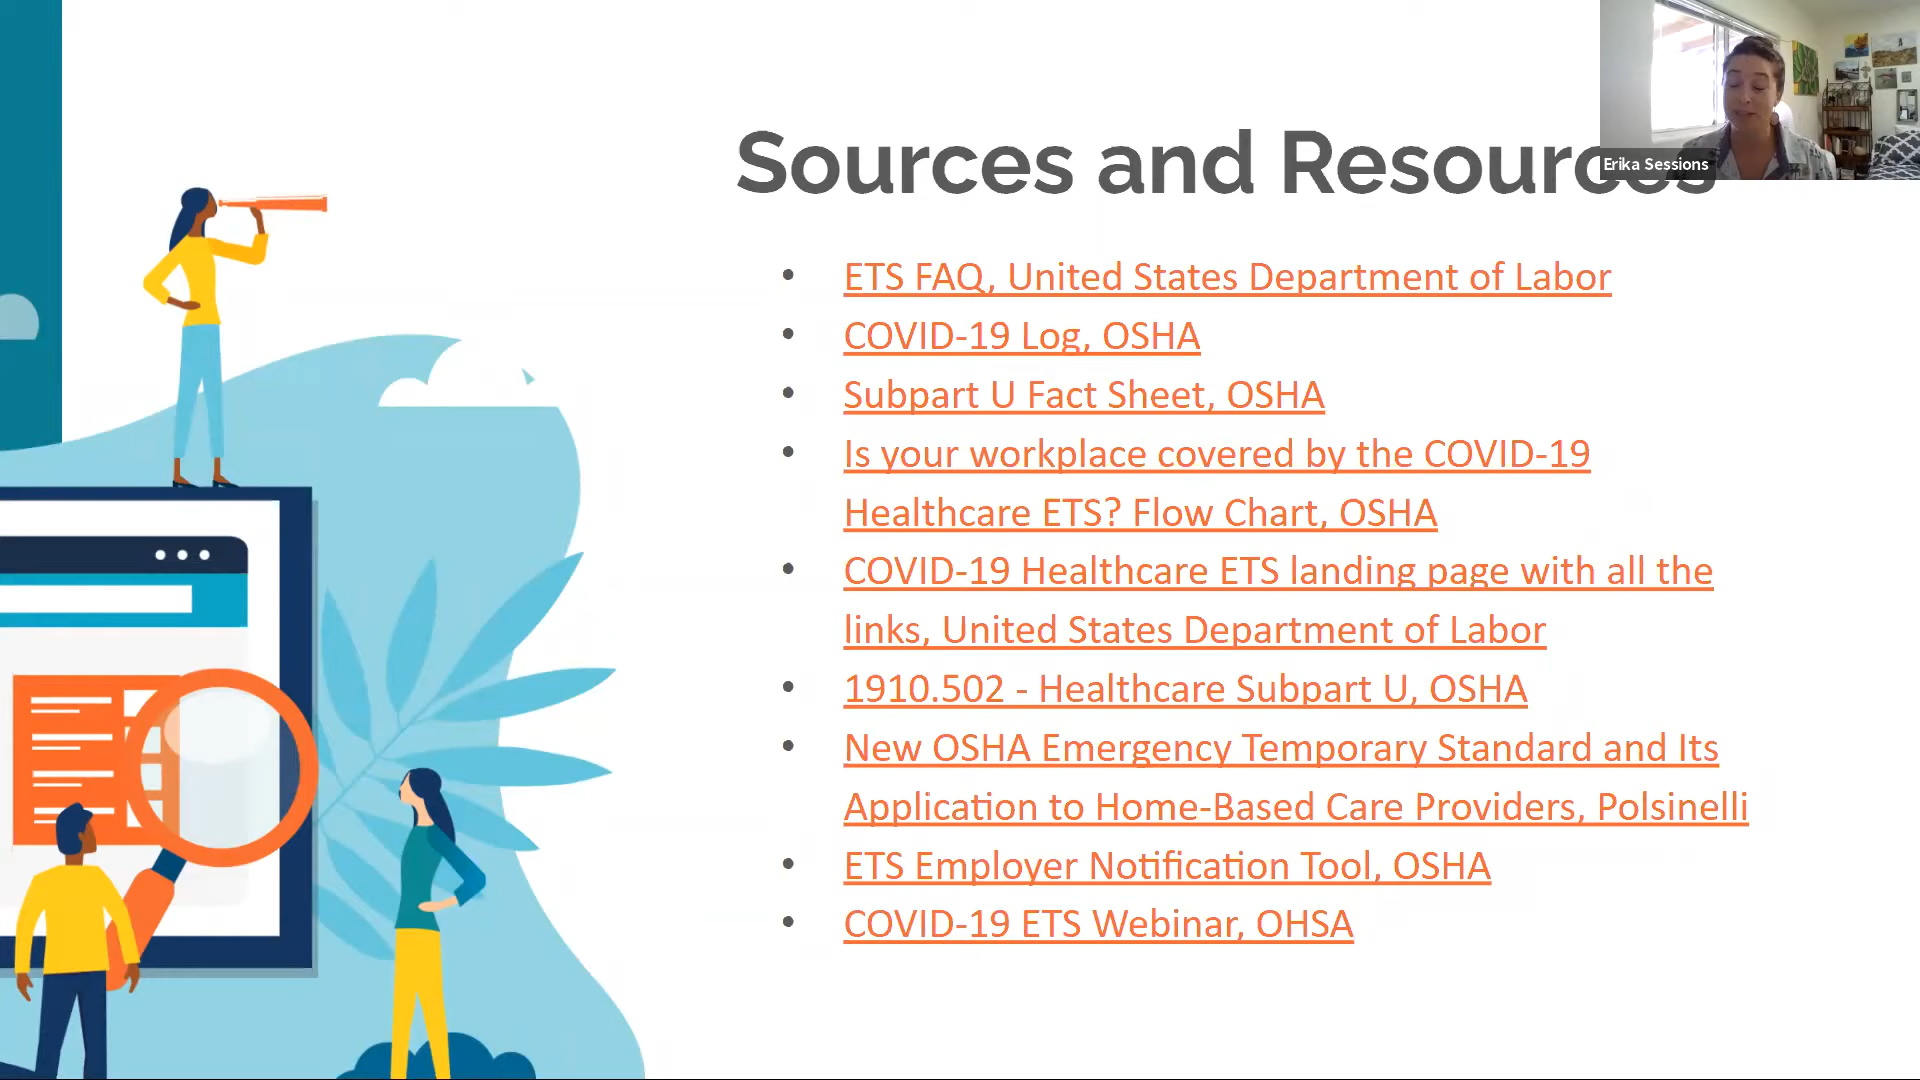 Sources and Resources
Erika Sessions
• ETS FAQ, United States Department of Labor
• COVID-19 Log, OSHA
• Subpart U Fact Sheet, OSHA
• Is your workplace covered by the COVID-19
Healthcare ETS? Flow Chart, OSHA
• COVID-19 Healthcare ETS landing page with all the
links, United States Department of Labor
• 1910.502 - Healthcare Subpart U, OSHA
• New OSHA Emergency Temporary Standard and Its
Application to Home-Based Care Providers, Polsinelli
• ETS Employer Notification Tool, OSHA
• COVID-19 ETS Webinar, OHSA